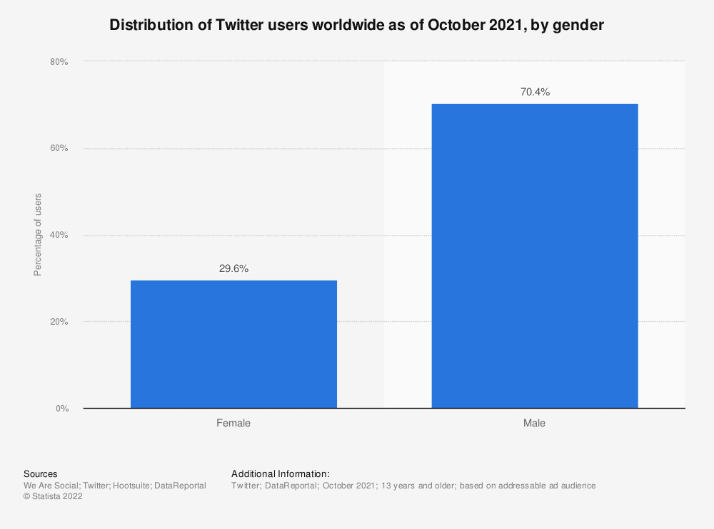 Distribution of Twitter users worldwide as of October 2021, by gender
80%
60%
40%
20%
0%
Percentage of users
29.6%
70.4%
Female
Male
Sources
We Are Social; Twitter; Hootsuite; DataReportal
© Statista 2022
Additional Information:
Twitter; DataReportal; October 2021; 13 years and older; based on addressable ad audience